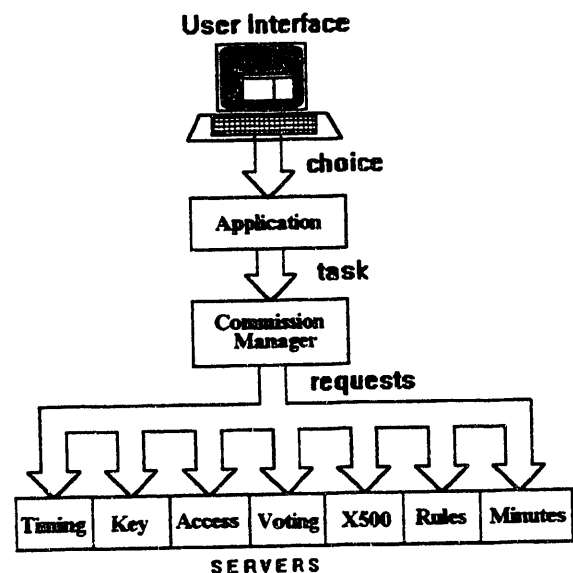 User Interface
choice
Application
task
Commission
Manager
requests
Timing Key Access Voting X500 Rules Minutes
SERVERS